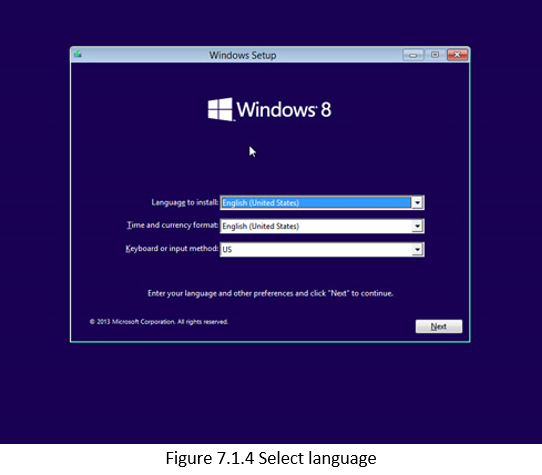 Windows Setup
Windows 8
Language to install: English (United States)
Time and currency format: English (United States)
Keyboard or input method: US
Enter your language and other preferences and click "Next" to continue.
© 2013 Microsoft Corporation. All rights reserved.
Next
Figure 7.1.4 Select language